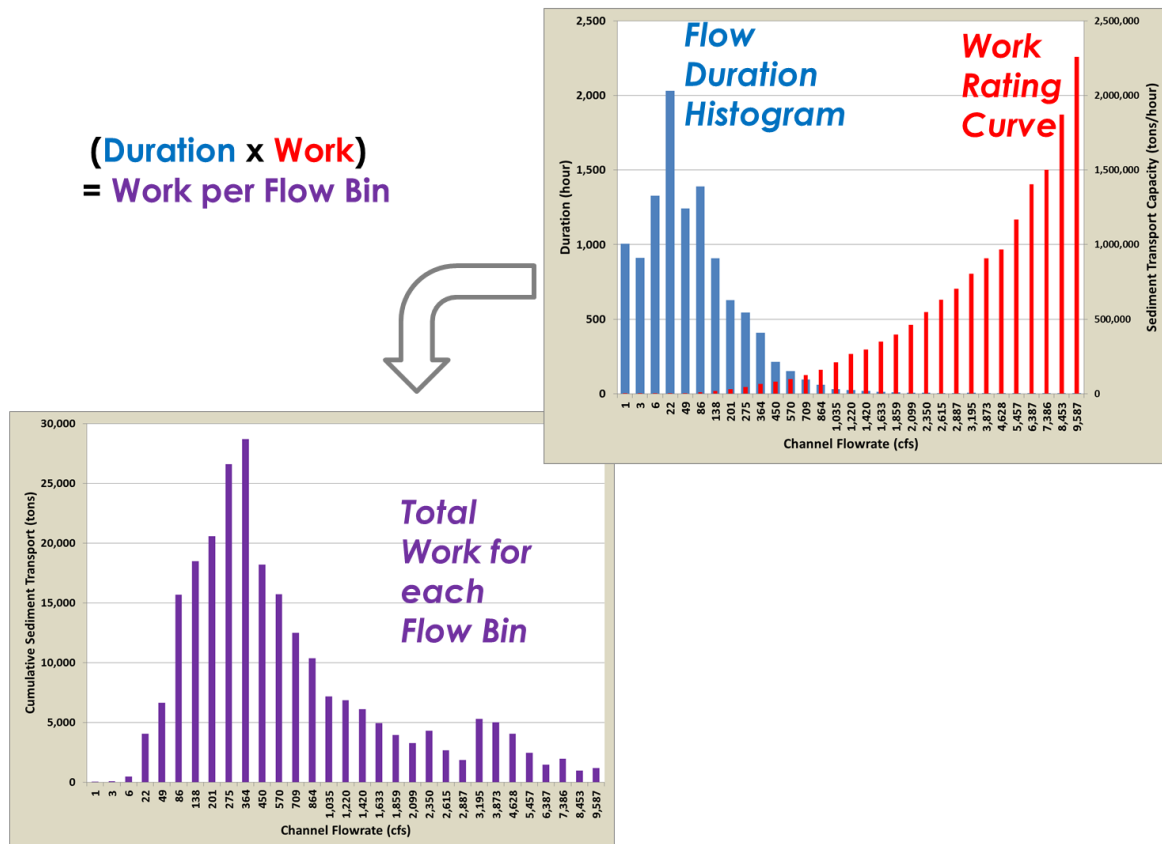 (Duration x Work)
= Work per Flow Bin
Flow
Duration
Histogram
Work
Rating
Curve
2,500
2,000
1,500
1,000
500
0
Duration (hour)
2,500,000
2,000,000
1,500,000
1,000,000
500,000
0
Sediment Transport Capacity (tons/hour)
1 3 6 22 49 86 138 201 275 364 450 570 709 864 1,035 1,220 1,420 1,633 1,859 2,099 2,350 2,615 2,887 3,195 3,873 4,628 5,457 6,387 7,386 8,453 9,587
Channel Flowrate (cfs)
30,000
25,000
20,000
15,000
10,000
5,000
0
Cumulative Sediment Transport (tons)
Total
Work for
each
Flow Bin
1 3 6 22 49 86 138 201 275 364 450 570 709 864 1,035 1,220 1,420 1,633 1,859 2,099 2,350 2,615 2,887 3,195 3,873 4,628 5,457 6,387 7,386 8,453 9,587
Channel Flowrate (cfs)